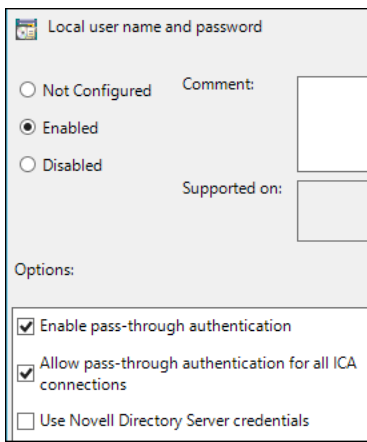 Local user name and password
Not Configured
Comment:
Enabled
Disabled
Supported on:
Options:
Enable pass-through authentication
Allow pass-through authentication for all ICA
connections
Use Novell Directory Server credentials